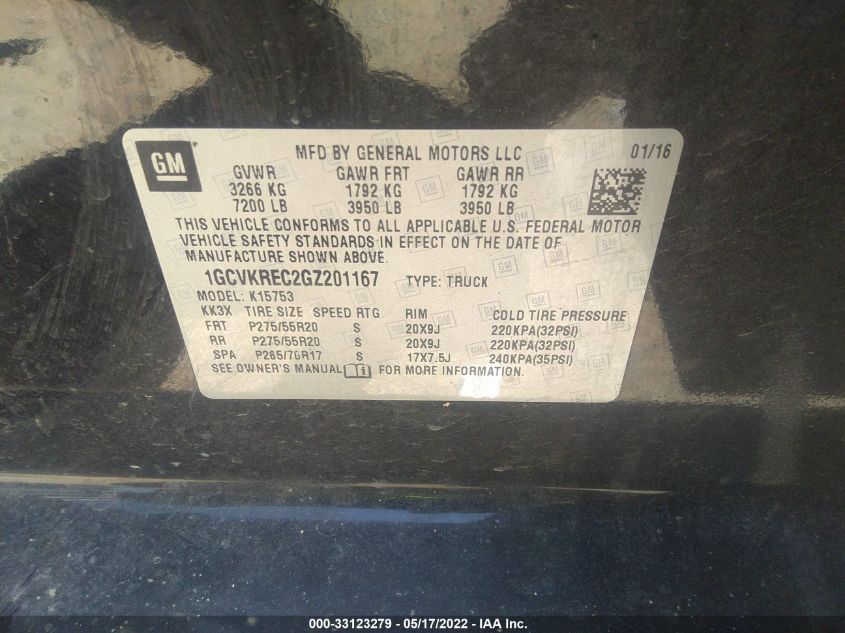 GM
MFD BY GENERAL MOTORS LLC 01/16
GVWR GAWR FRT GAWR RR
3266 KG 1792 KG 1792 KG
7200 LB 3950 LB 3950 LB
THIS VEHICLE CONFORMS TO ALL APPLICABLE U.S. FEDERAL MOTOR
VEHICLE SAFETY STANDARDS IN EFFECT ON THE DATE OF
MANUFACTURE SHOWN ABOVE.
1GCVKREC2GZ201167 TYPE: TRUCK
MODEL: K15753
KK3X TIRE SIZE SPEED RTG RIM COLD TIRE PRESSURE
FRT P275/55R20 S 20X9J 220KPA(32PSI)
RR P275/55R20 S 20X9J 220KPA(32PSI)
SPA P265/70R17 S 17X7.5J 240KPA(35PSI)
SEE OWNER'S MANUAL FOR MORE INFORMATION.
000-33123279 - 05/17/2022 - IAA Inc.